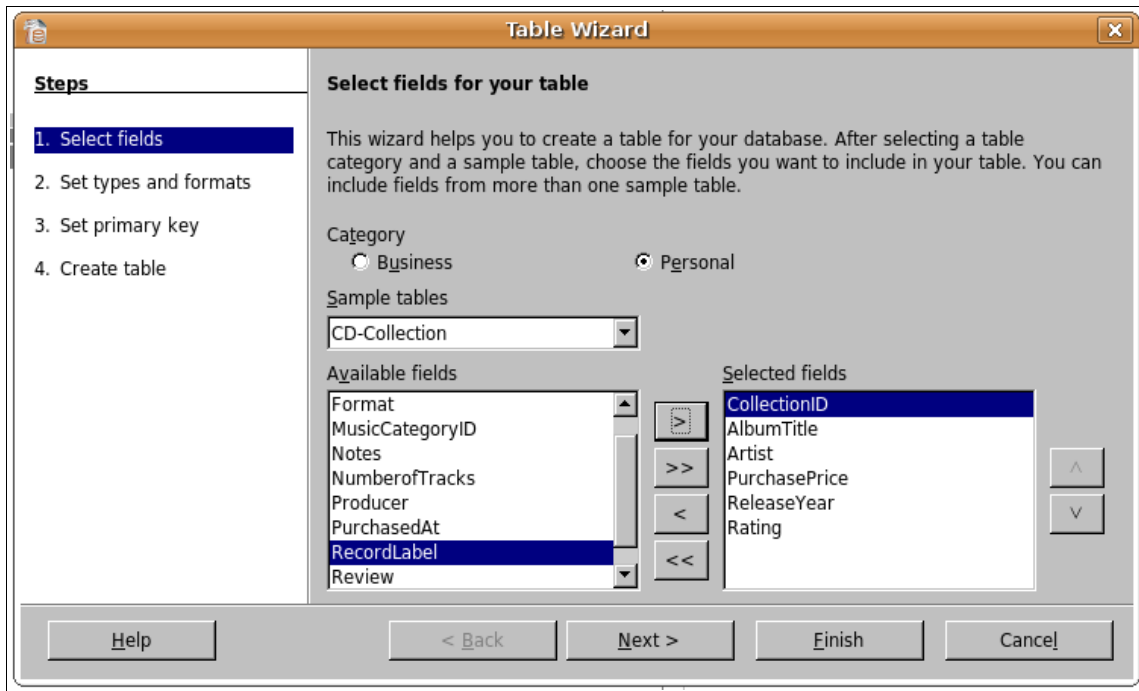 Table Wizard
Steps
1. Select fields
2. Set types and formats
3. Set primary key
4. Create table
Select fields for your table
This wizard helps you to create a table for your database. After selecting a table
category and a sample table, choose the fields you want to include in your table. You can
include fields from more than one sample table.
Category
Business
Personal
Sample tables
CD-Collection
Available fields
Format
MusicCategoryID
Notes
NumberofTracks
Producer
PurchasedAt
RecordLabel
Review
>
>>
<
<<
Selected fields
CollectionID
AlbumTitle
Artist
PurchasePrice
ReleaseYear
Rating
^
v
Help
< Back
Next >
Finish
Cancel